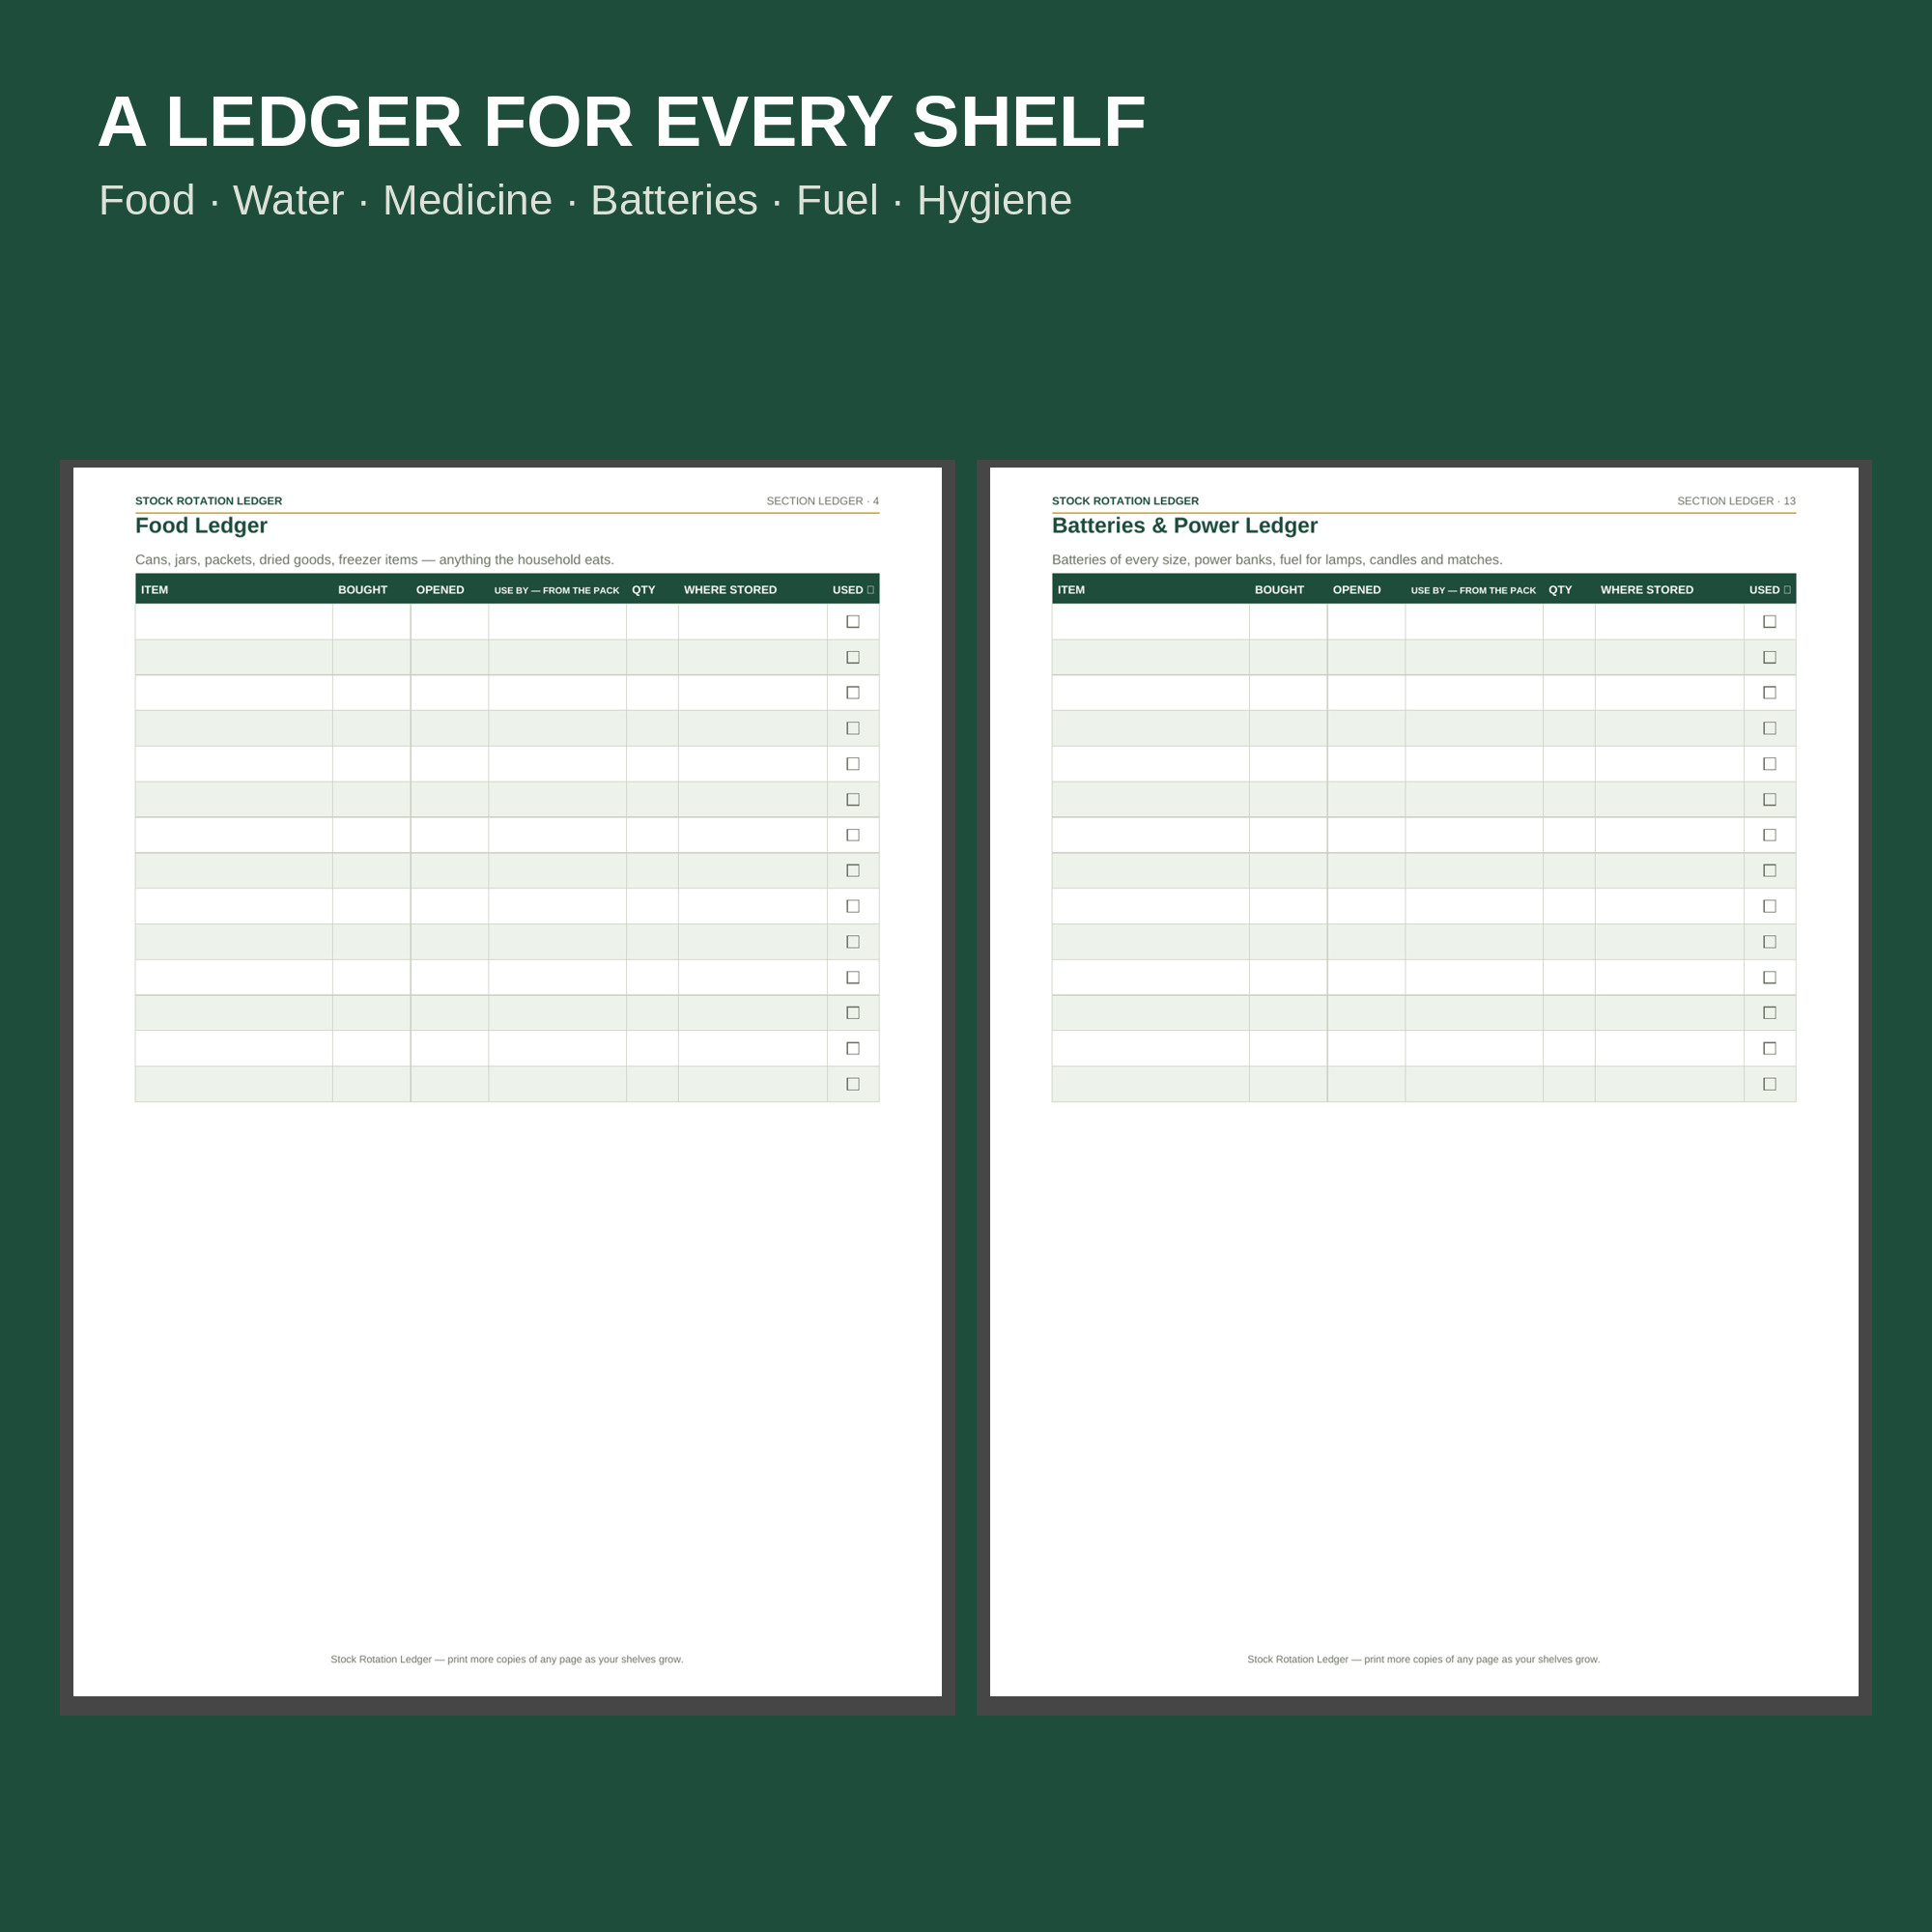 A LEDGER FOR EVERY SHELF
Food · Water · Medicine · Batteries · Fuel · Hygiene
STOCK ROTATION LEDGER SECTION LEDGER · 4
Food Ledger
Cans, jars, packets, dried goods, freezer items — anything the household eats.
ITEM BOUGHT OPENED USE BY — FROM THE PACK QTY WHERE STORED USED
Stock Rotation Ledger — print more copies of any page as your shelves grow.
STOCK ROTATION LEDGER SECTION LEDGER · 13
Batteries & Power Ledger
Batteries of every size, power banks, fuel for lamps, candles and matches.
ITEM BOUGHT OPENED USE BY — FROM THE PACK QTY WHERE STORED USED
Stock Rotation Ledger — print more copies of any page as your shelves grow.